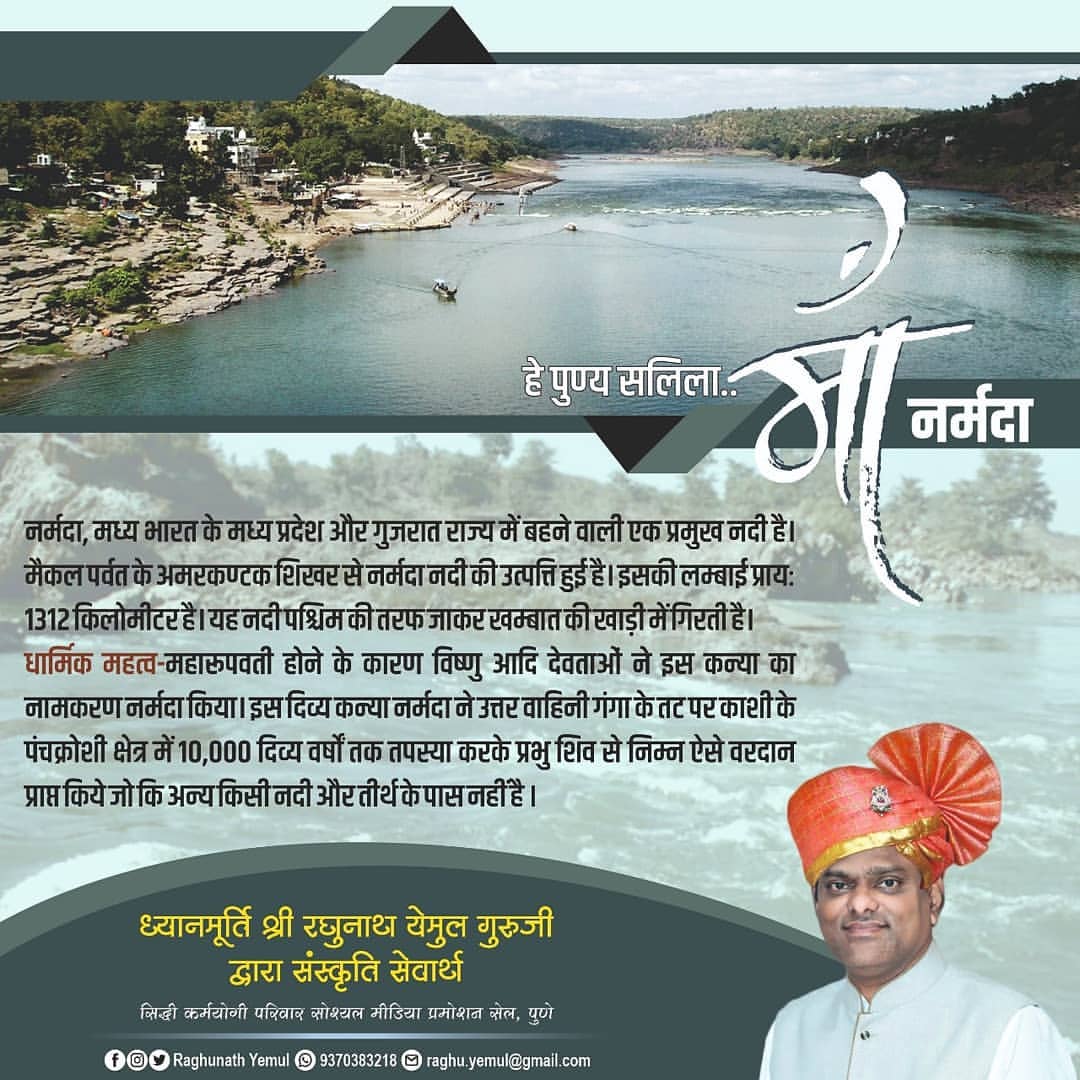 हे पुण्य सलिला..
माँ
नर्मदा
नर्मदा, मध्य भारत के मध्य प्रदेश और गुजरात राज्य में बहने वाली एक प्रमुख नदी है।
मैकल पर्वत के अमरकण्टक शिखर से नर्मदा नदी की उत्पत्ति हुई है। इसकी लम्बाई प्रायः
1312 किलोमीटर है। यह नदी पश्चिम की तरफ जाकर खम्बात की खाड़ी में गिरती है।
धार्मिक महत्व-महारूपवती होने के कारण विष्णु आदि देवताओं ने इस कन्या का
नामकरण नर्मदा किया। इस दिव्य कन्या नर्मदा ने उत्तर वाहिनी गंगा के तट पर काशी के
पंचक्रोशी क्षेत्र में 10,000 दिव्य वर्षों तक तपस्या करके प्रभु शिव से निम्न ऐसे वरदान
प्राप्त किये जो कि अन्य किसी नदी और तीर्थ के पास नहीं है ।
ध्यानमूर्ति श्री रघुनाथ येमुल गुरुजी
द्वारा संस्कृति सेवार्थ
सिद्धी कर्मयोगी परिवार सोश्यल मीडिया प्रमोशन सेल, पुणे
Raghunath Yemul 9370383218 raghu.yemul@gmail.com